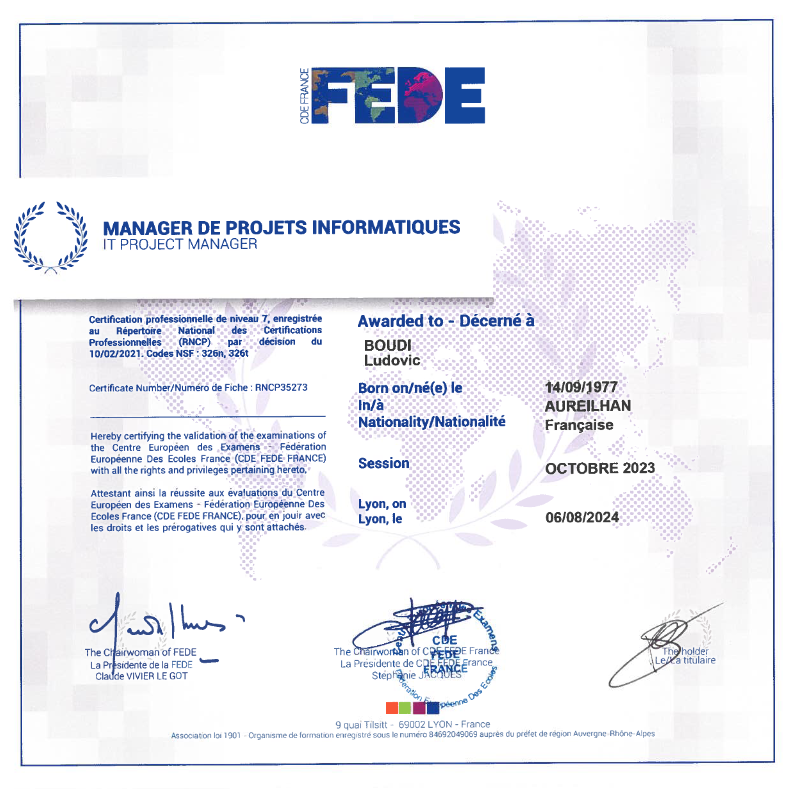 CDE FRANCE
FEDE
MANAGER DE PROJETS INFORMATIQUES
IT PROJECT MANAGER
Certification professionnelle de niveau 7, enregistrée
au Répertoire National des Certifications
Professionnelles (RNCP) par décision du
10/02/2021. Codes NSF : 326n, 326t
Certificate Number/Numéro de Fiche : RNCP35273
Hereby certifying the validation of the examinations of
the Centre Européen des Examens - Fédération
Européenne Des Ecoles France (CDE FEDE FRANCE)
with all the rights and privileges pertaining hereto.
Attestant ainsi la réussite aux évaluations du Centre
Européen des Examens - Fédération Européenne Des
Ecoles France (CDE FEDE FRANCE), pour en jouir avec
les droits et les prérogatives qui y sont attachés.
Awarded to - Décerné à
BOUDI
Ludovic
Born on/né(e) le 14/09/1977
In/à AUREILHAN
Nationality/Nationalité Française
Session OCTOBRE 2023
Lyon, on
Lyon, le 06/08/2024
The Chairwoman of FEDE
La Présidente de la FEDE
Claude VIVIER LE GOT
The Chairwoman of CDE FEDE France
La Présidente de CDE FEDE France
Stéphanie JACQUES
CDE
FEDE
FRANCE
Fédération Européenne Des Ecoles
The holder
Le/La titulaire
9 quai Tilsitt - 69002 LYON - France
Association loi 1901 - Organisme de formation enregistré sous le numéro 84692049069 auprès du préfet de région Auvergne-Rhône-Alpes